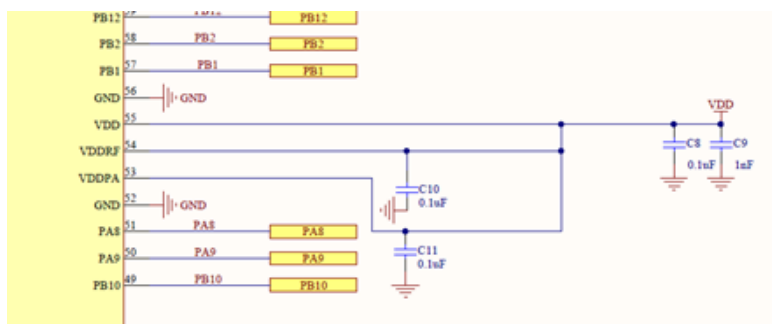 PB12 59 PB12 PB12
PB2 58 PB2 PB2
PB1 57 PB1 PB1
GND 56 GND
VDD 55 VDD
VDDRF 54 C8 C9
0.1uF 1nF
VDDPA 53 C10
0.1uF
GND 52 GND
PA8 51 PA8 PA8
C11
PA9 50 PA9 PA9 0.1uF
PB10 49 PB10 PB10